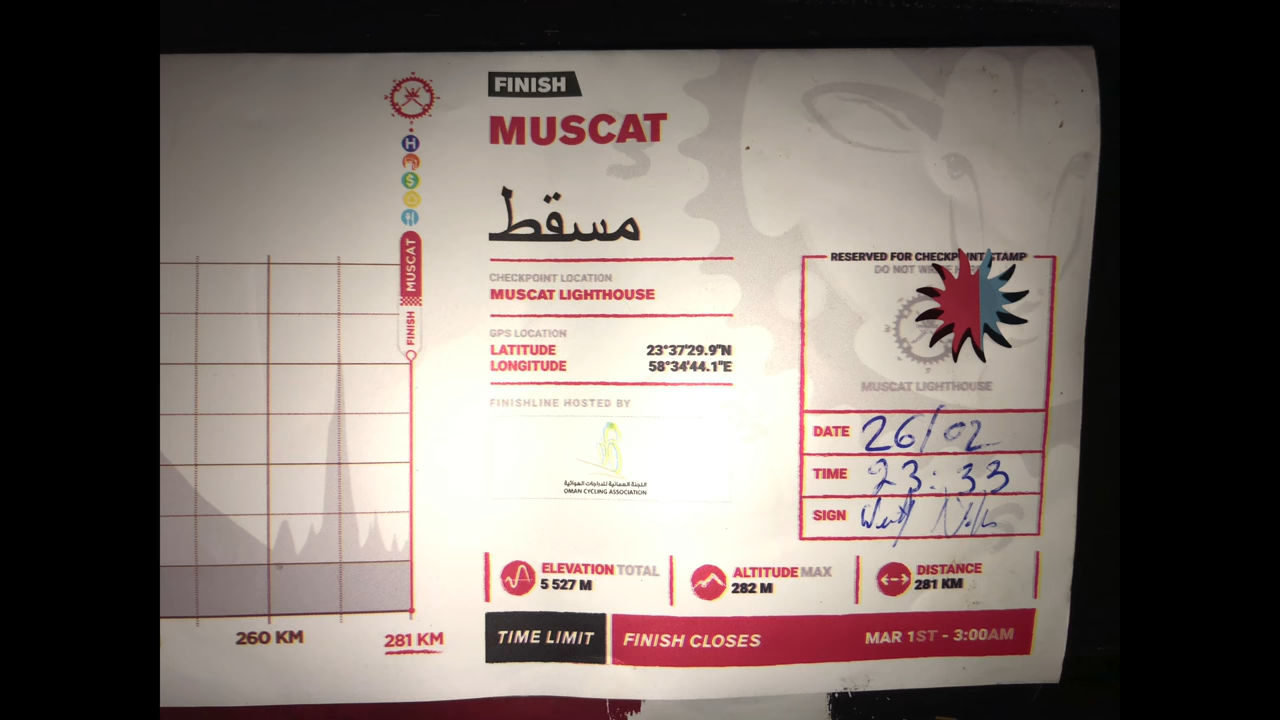 FINISH
MUSCAT
مسقط
CHECKPOINT LOCATION
MUSCAT LIGHTHOUSE
GPS LOCATION
LATITUDE 23°37'29.9"N
LONGITUDE 58°34'44.1"E
FINISHLINE HOSTED BY
اللجنة العمانية للدراجات الهوائية
OMAN CYCLING ASSOCIATION
RESERVED FOR CHECKPOINT STAMP
DO NOT
MUSCAT LIGHTHOUSE
DATE 26/02
TIME 23:33
SIGN
ELEVATION TOTAL
5 527 M
ALTITUDE MAX
282 M
DISTANCE
281 KM
TIME LIMIT FINISH CLOSES MAR 1ST - 3:00AM
H
$
MUSCAT
FINISH
260 KM 281 KM